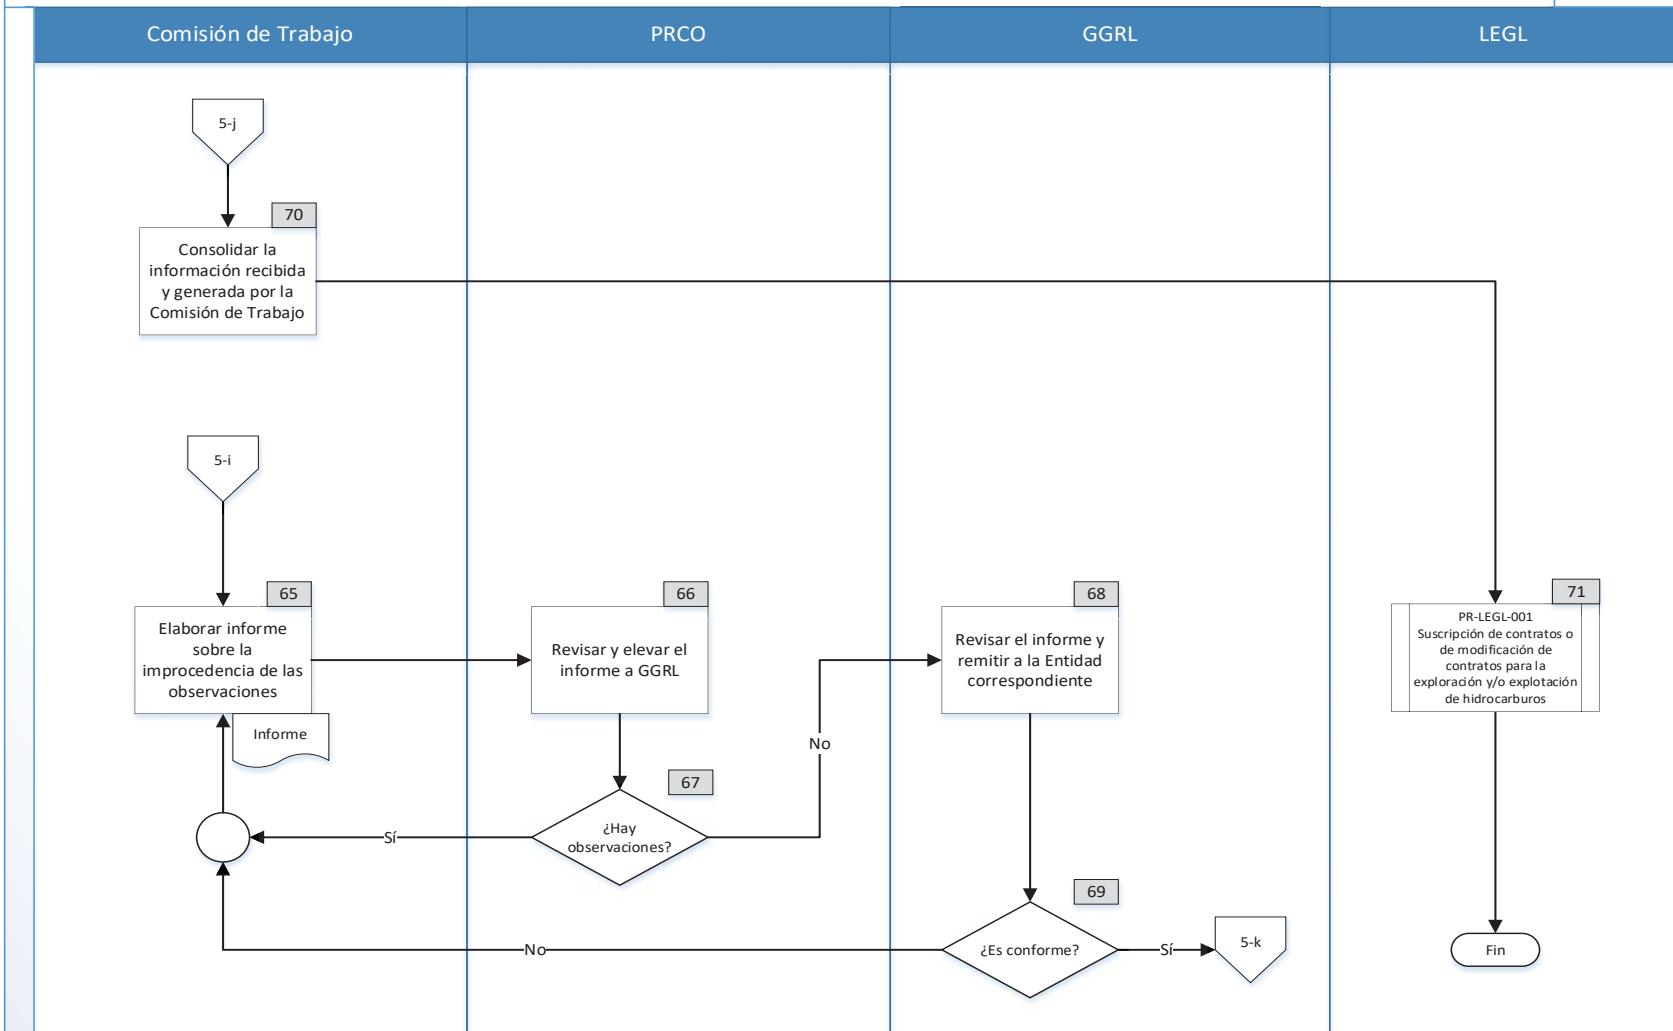 Comisión de Trabajo
PRCO
GGRL
LEGL
5-j
70
Consolidar la
información recibida
y generada por la
Comisión de Trabajo
5-i
65
Elaborar informe
sobre la
improcedencia de las
observaciones
Informe
66
Revisar y elevar el
informe a GGRL
67
¿Hay
observaciones?
Sí
No
68
Revisar el informe y
remitir a la Entidad
correspondiente
69
¿Es conforme?
No
Sí
5-k
71
PR-LEGL-001
Suscripción de contratos o
de modificación de
contratos para la
exploración y/o explotación
de hidrocarburos
Fin